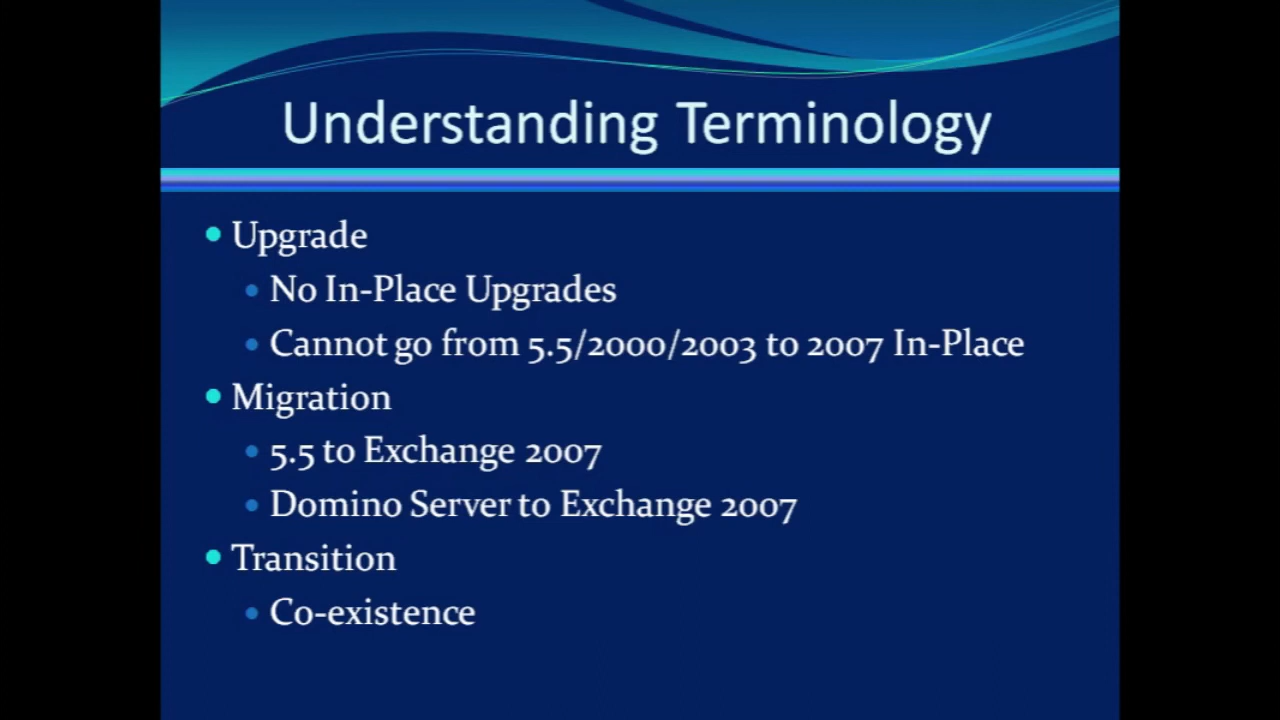 Understanding Terminology
• Upgrade
• No In-Place Upgrades
• Cannot go from 5.5/2000/2003 to 2007 In-Place
• Migration
• 5.5 to Exchange 2007
• Domino Server to Exchange 2007
• Transition
• Co-existence